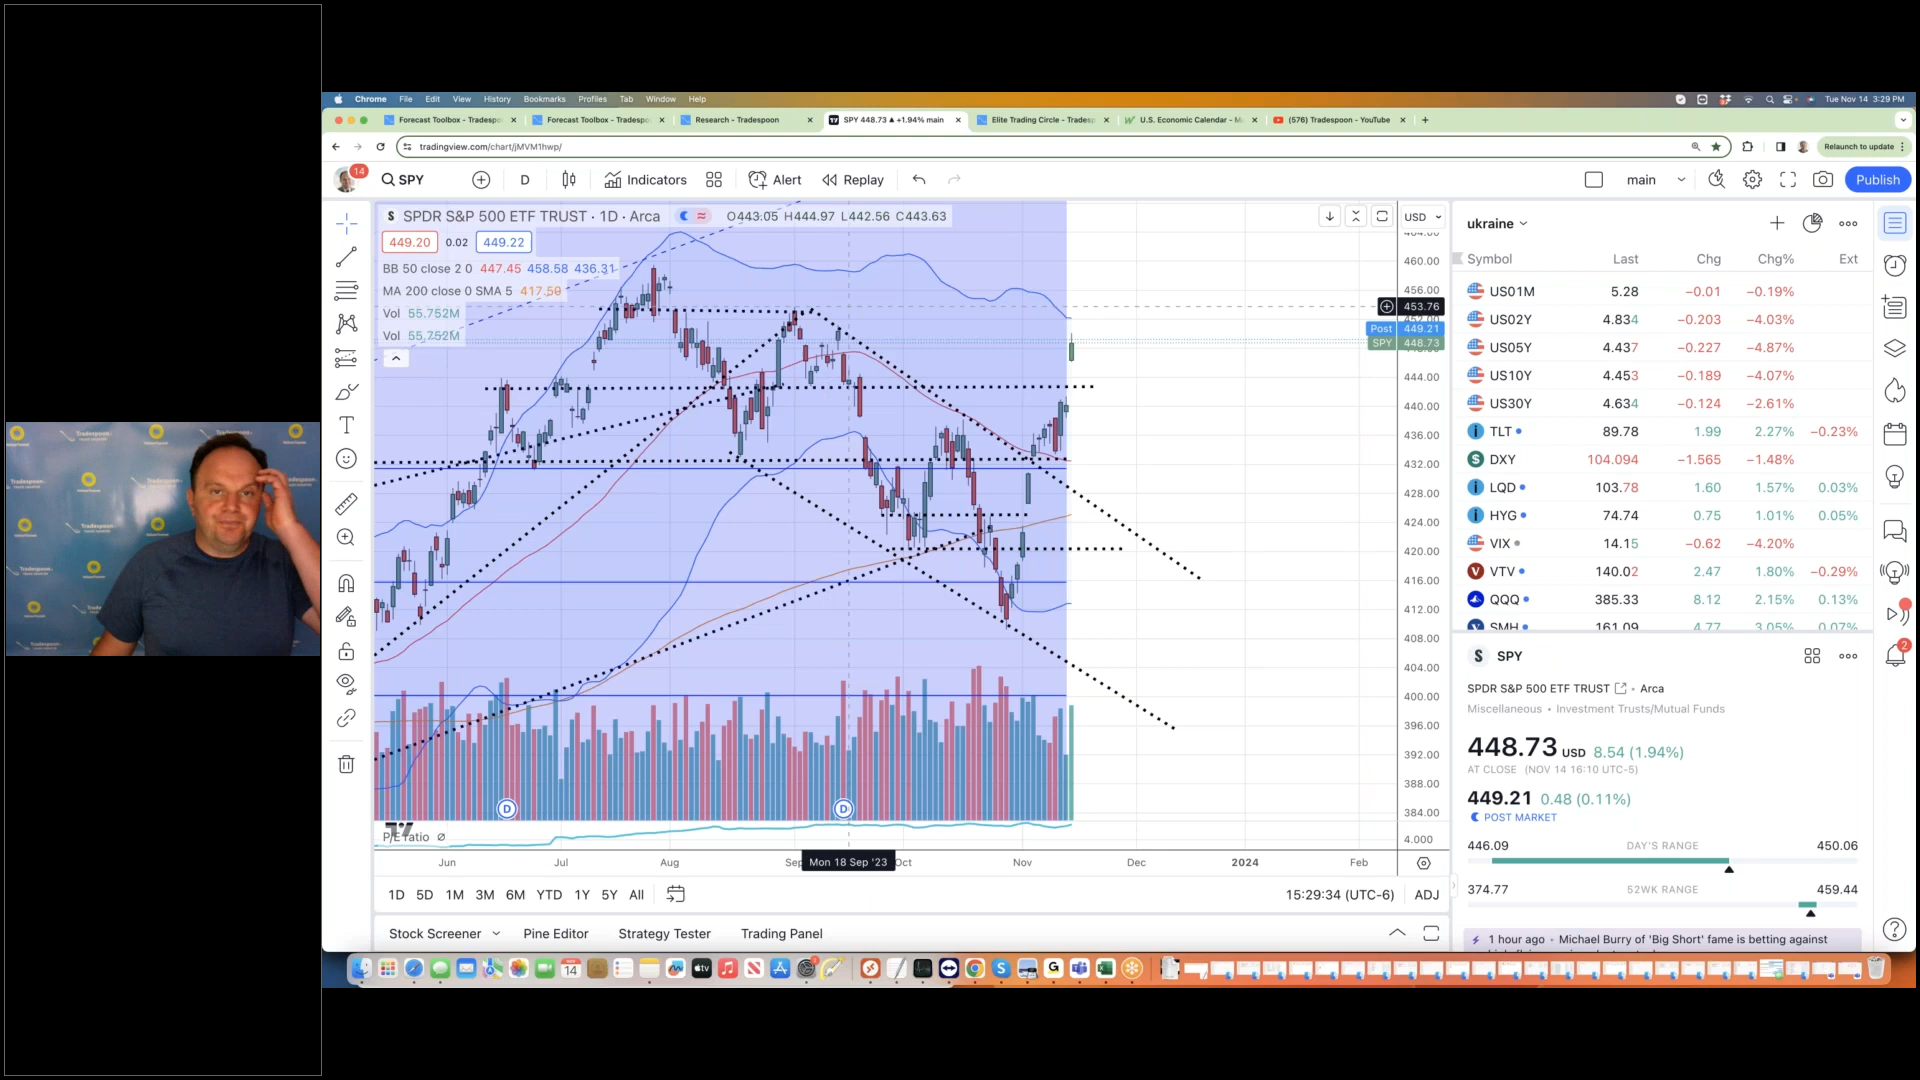 Chrome File Edit View History Bookmarks Profiles Tab Window Help Tue Nov 14 3:29 PM
Forecast Toolbox - Tradespo Forecast Toolbox - Tradespo Research - Tradespoon SPY 448.73 ▲ +1.94% main Elite Trading Circle - Tradesp U.S. Economic Calendar - M (576) Tradespoon - YouTube
tradingview.com/chart/jMVM1hwp/ Relaunch to update
14 SPY D Indicators Alert Replay main Publish
SPDR S&P 500 ETF TRUST · 1D · Arca O443.05 H444.97 L442.56 C443.63 USD
449.20 0.02 449.22
BB 50 close 2 0 447.45 458.58 436.31
MA 200 close 0 SMA 5 417.50
Vol 55.752M
Vol 55.752M
460.00
456.00
453.76
Post 449.21
SPY 448.73
444.00
440.00
436.00
432.00
428.00
424.00
420.00
416.00
412.00
408.00
404.00
400.00
396.00
392.00
388.00
384.00
4.000
D D
P/E ratio
Jun Jul Aug Sep Mon 18 Sep '23 Oct Nov Dec 2024 Feb
1D 5D 1M 3M 6M YTD 1Y 5Y All 15:29:34 (UTC-6) ADJ
Stock Screener Pine Editor Strategy Tester Trading Panel
ukraine
Symbol Last Chg Chg% Ext
US01M 5.28 −0.01 −0.19%
US02Y 4.834 −0.203 −4.03%
US05Y 4.437 −0.227 −4.87%
US10Y 4.453 −0.189 −4.07%
US30Y 4.634 −0.124 −2.61%
TLT 89.78 1.99 2.27% −0.23%
DXY 104.094 −1.565 −1.48%
LQD 103.78 1.60 1.57% 0.03%
HYG 74.74 0.75 1.01% 0.05%
VIX 14.15 −0.62 −4.20%
VTV 140.02 2.47 1.80% −0.29%
QQQ 385.33 8.12 2.15% 0.13%
SMH 161.09 4.77 3.05% 0.07%
SPY
SPDR S&P 500 ETF TRUST · Arca
Miscellaneous · Investment Trusts/Mutual Funds
448.73 USD 8.54 (1.94%)
AT CLOSE (NOV 14 16:10 UTC-5)
449.21 0.48 (0.11%)
POST MARKET
446.09 DAY'S RANGE 450.06
374.77 52WK RANGE 459.44
1 hour ago · Michael Burry of 'Big Short' fame is betting against
2
Tradespoon
Tradespoon